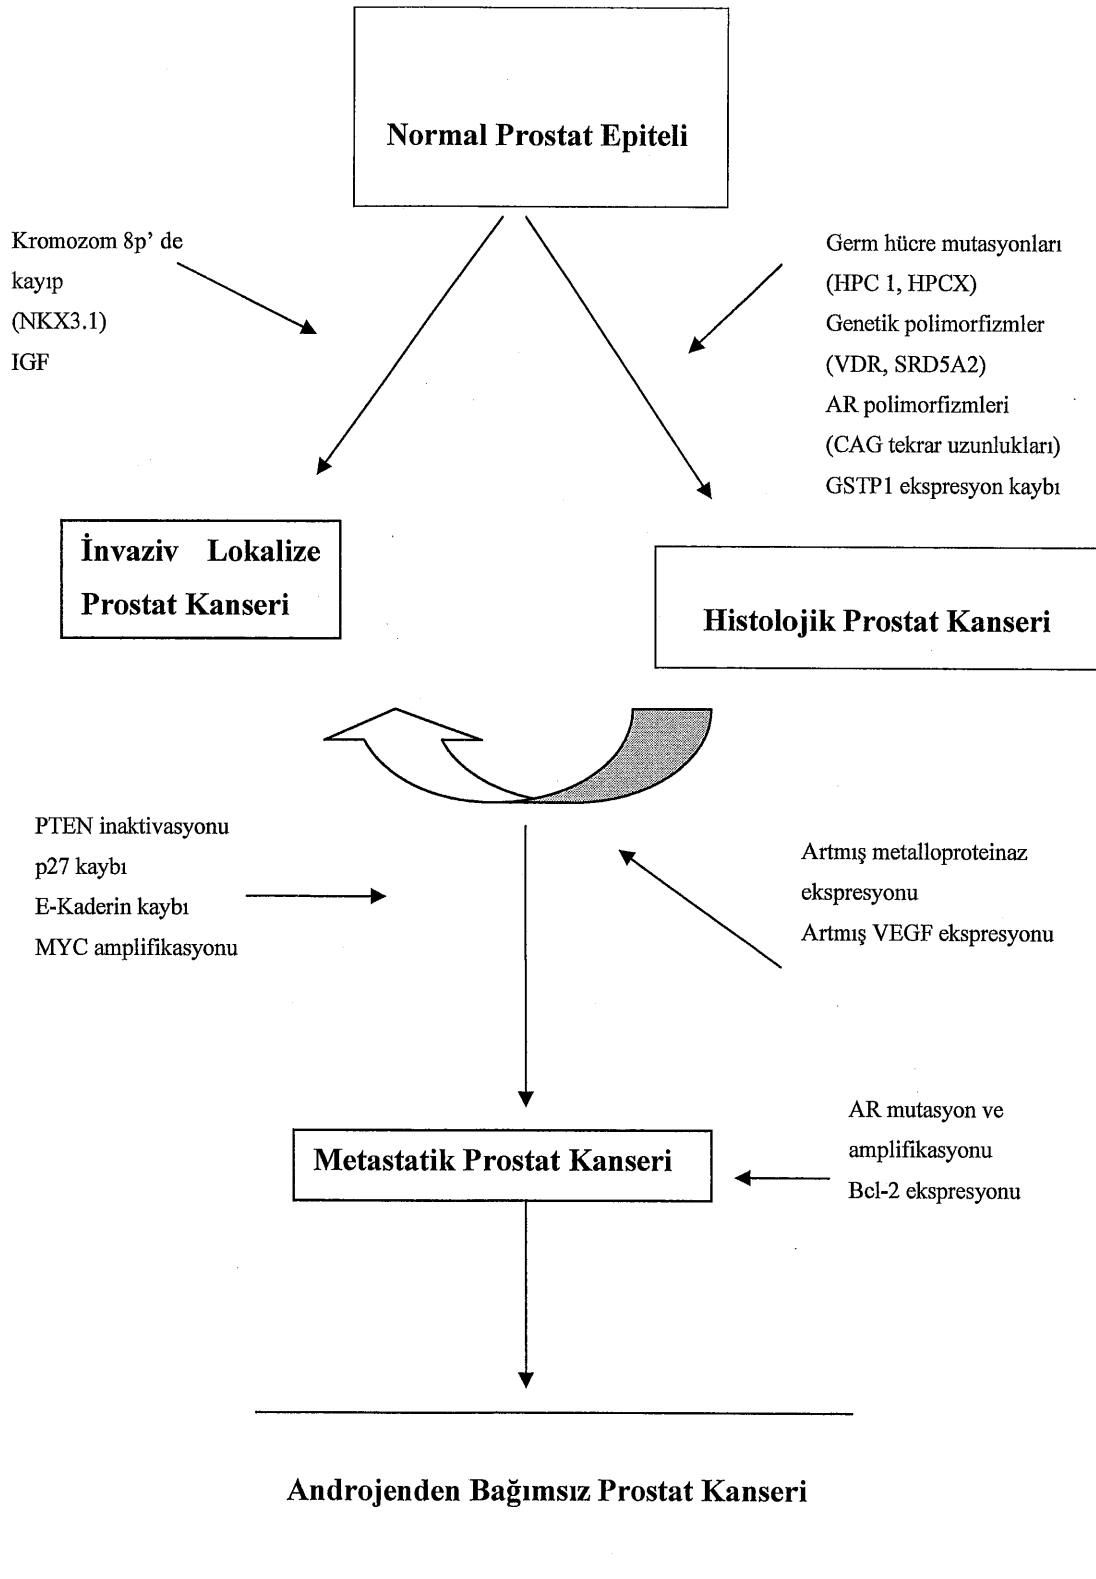 Normal Prostat Epiteli
Kromozom 8p’ de
kayıp
(NKX3.1)
IGF
Germ hücre mutasyonları
(HPC 1, HPCX)
Genetik polimorfizmler
(VDR, SRD5A2)
AR polimorfizmleri
(CAG tekrar uzunlukları)
GSTP1 ekspresyon kaybı
İnvaziv Lokalize
Prostat Kanseri
Histolojik Prostat Kanseri
PTEN inaktivasyonu
p27 kaybı
E-Kaderin kaybı
MYC amplifikasyonu
Artmış metalloproteinaz
ekspresyonu
Artmış VEGF ekspresyonu
Metastatik Prostat Kanseri
AR mutasyon ve
amplifikasyonu
Bcl-2 ekspresyonu
Androjenden Bağımsız Prostat Kanseri